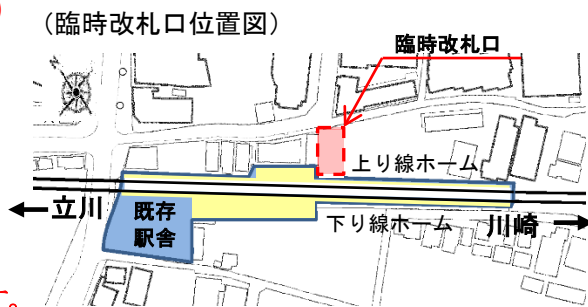 （臨時改札口位置図）
臨時改札口
上り線ホーム
立川
既存
駅舎
下り線ホーム
川崎
す。